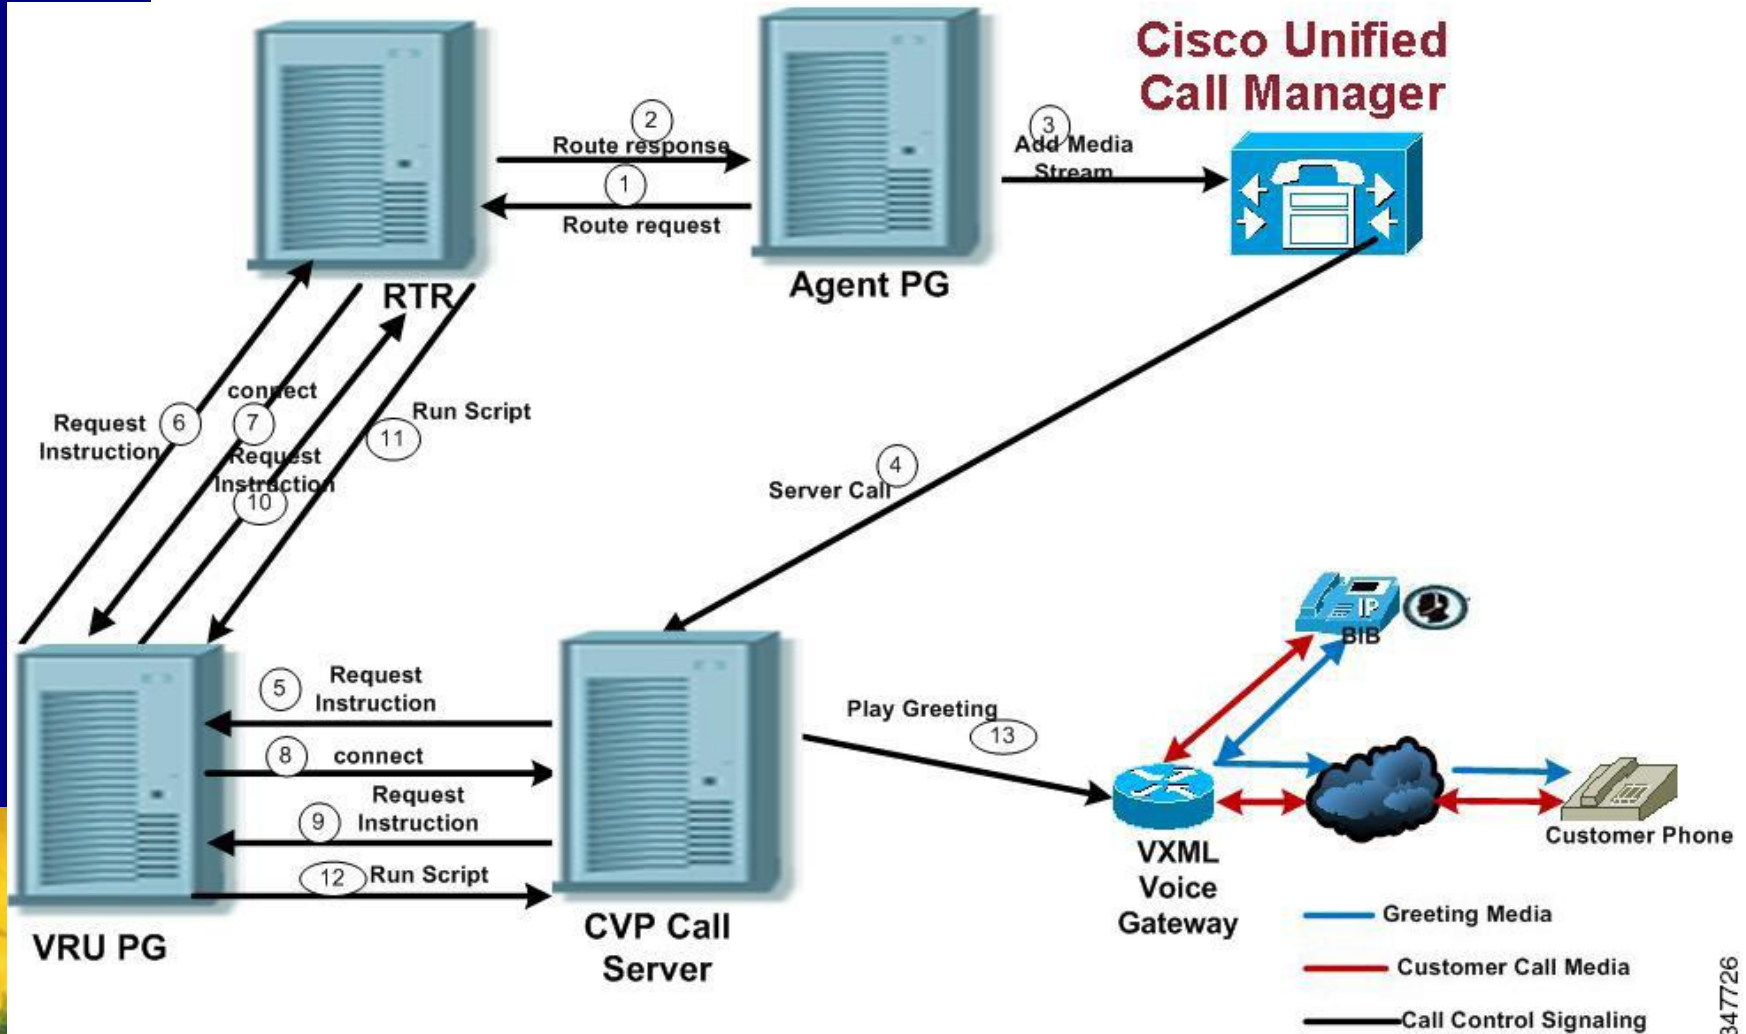 Cisco Unified
Call Manager
2
Route response
1
Route request
3
Add Media
Stream
RTR
Agent PG
Request
Instruction
6
connect
7
Request
Instruction
10
Run Script
11
4
Server Call
5
Request
Instruction
8
connect
Request
9
Instruction
12
Run Script
VRU PG
CVP Call
Server
Play Greeting
13
IP
BIB
VXML
Voice
Gateway
Customer Phone
Greeting Media
Customer Call Media
Call Control Signaling
347726